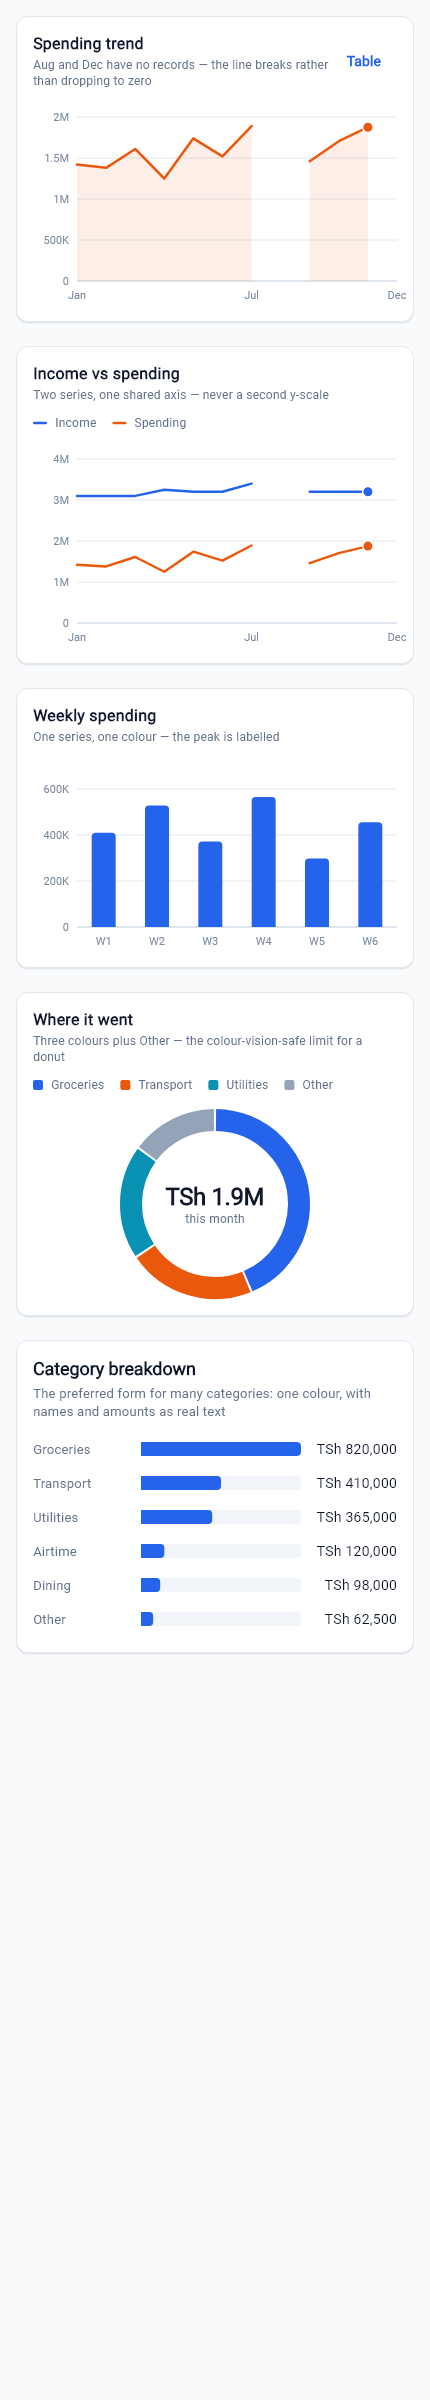 Spending trend
Aug and Dec have no records — the line breaks rather
than dropping to zero
Table
2M
1.5M
1M
500K
0
Jan
Jul
Dec
Income vs spending
Two series, one shared axis — never a second y-scale
Income
Spending
4M
3M
2M
1M
0
Jan
Jul
Dec
Weekly spending
One series, one colour — the peak is labelled
600K
400K
200K
0
W1
W2
W3
W4
W5
W6
Where it went
Three colours plus Other — the colour-vision-safe limit for a
donut
Groceries
Transport
Utilities
Other
TSh 1.9M
this month
Category breakdown
The preferred form for many categories: one colour, with
names and amounts as real text
Groceries TSh 820,000
Transport TSh 410,000
Utilities TSh 365,000
Airtime TSh 120,000
Dining TSh 98,000
Other TSh 62,500